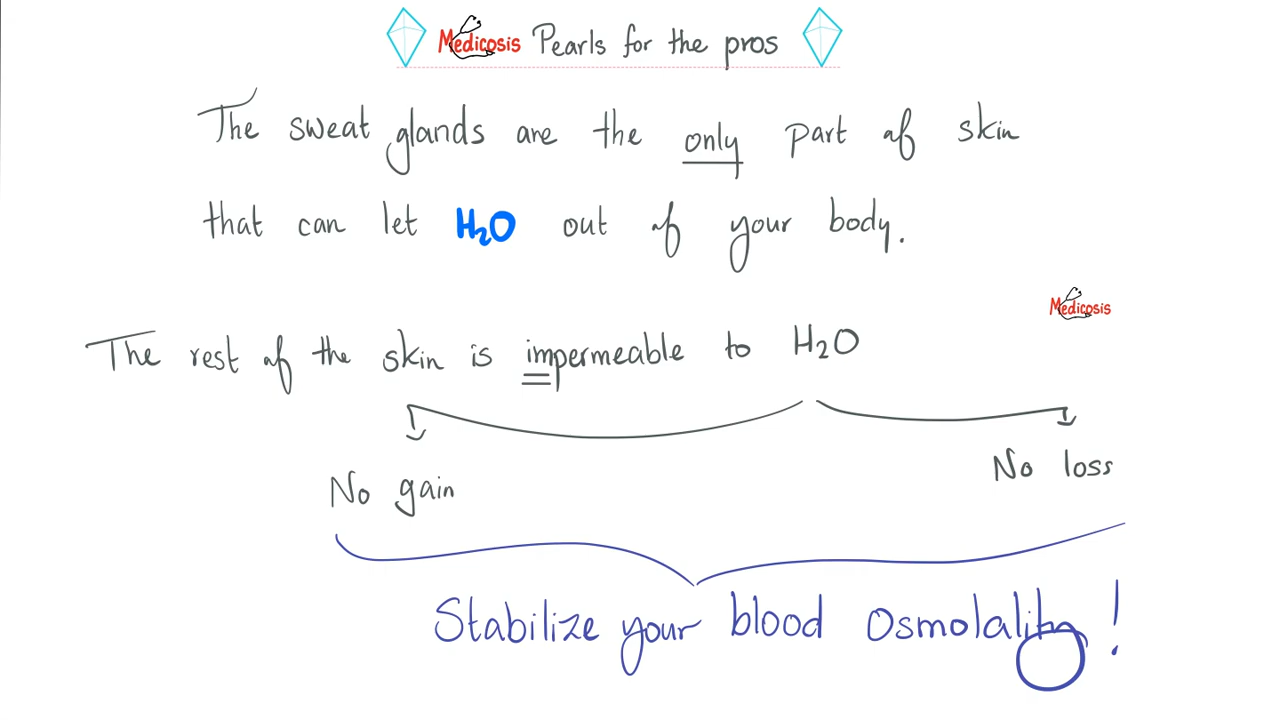 Medicosis Pearls for the pros
The sweat glands are the only part of skin
that can let H₂O out of your body.
Medicosis
The rest of the skin is impermeable to H₂O
No gain
No loss
Stabilize your blood Osmolality!